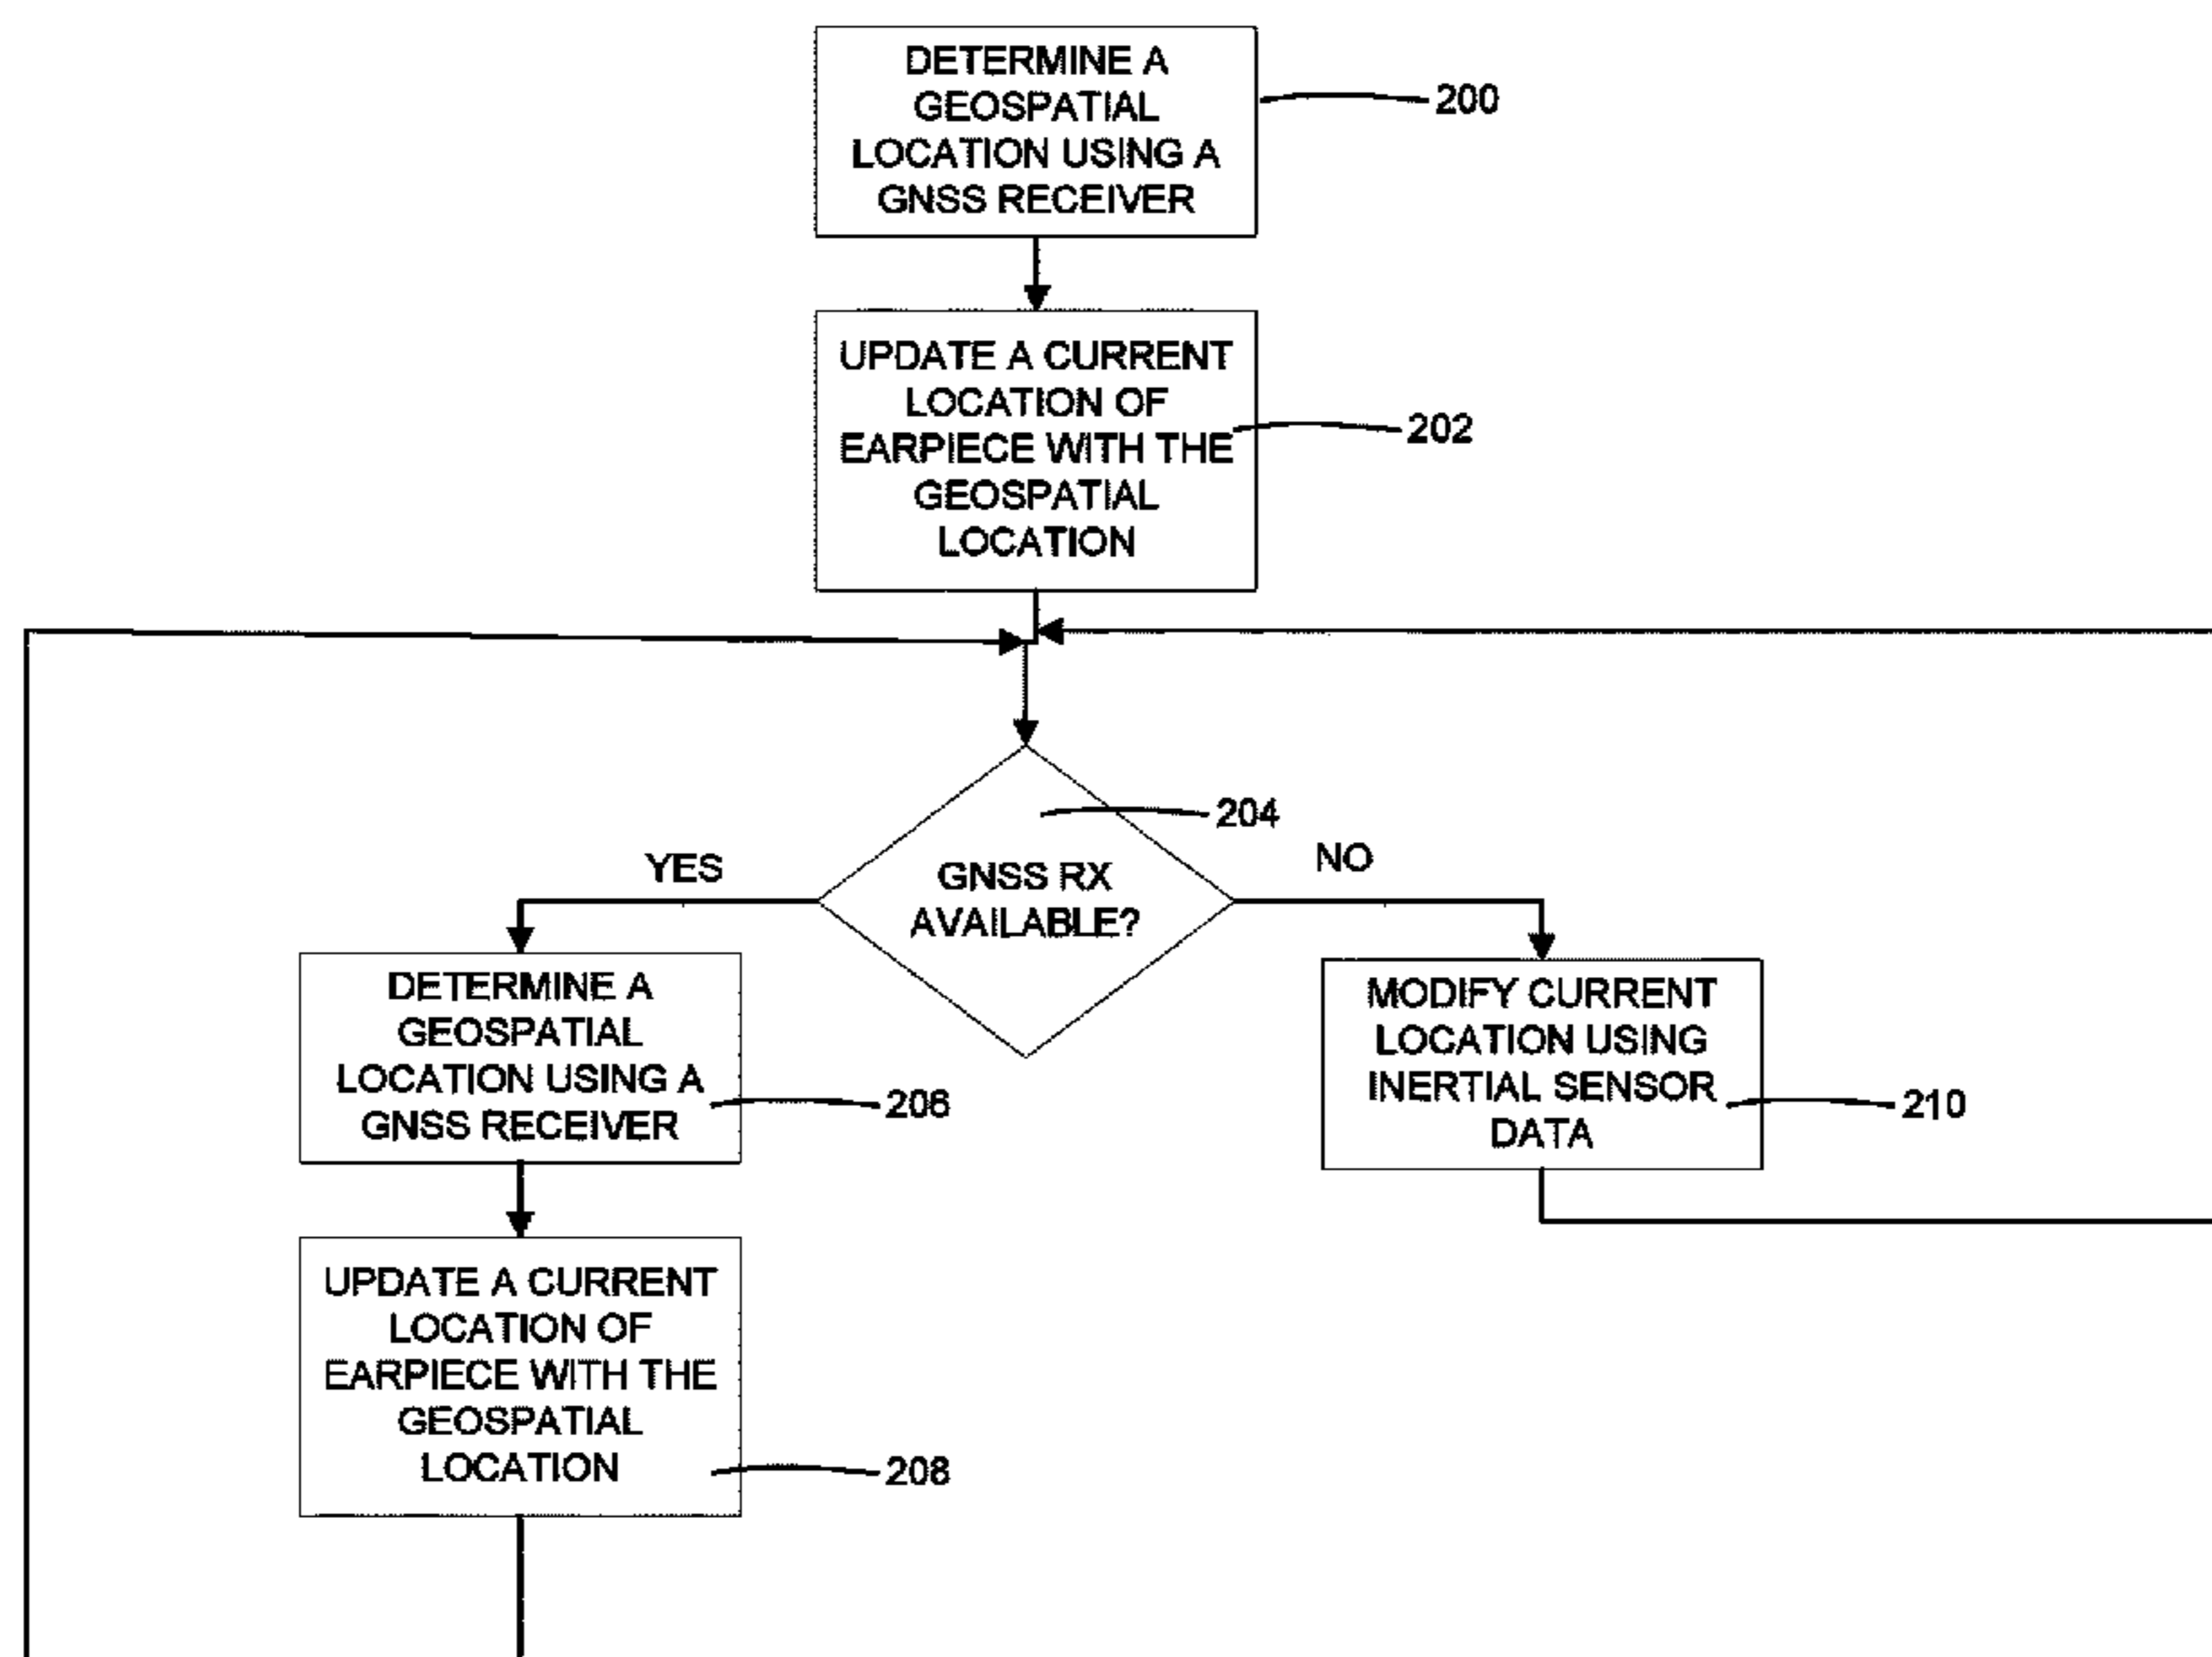 DETERMINE A
GEOSPATIAL
LOCATION USING A
GNSS RECEIVER
200
UPDATE A CURRENT
LOCATION OF
EARPIECE WITH THE
GEOSPATIAL
LOCATION
202
204
YES
GNSS RX
AVAILABLE?
NO
DETERMINE A
GEOSPATIAL
LOCATION USING A
GNSS RECEIVER
206
MODIFY CURRENT
LOCATION USING
INERTIAL SENSOR
DATA
210
UPDATE A CURRENT
LOCATION OF
EARPIECE WITH THE
GEOSPATIAL
LOCATION
208